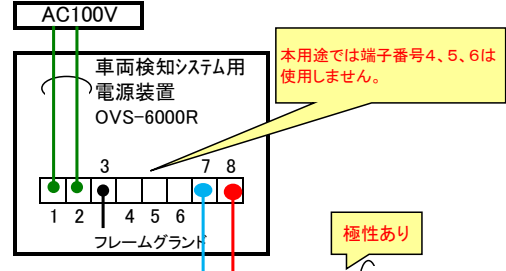 AC100V
車両検知システム用
電源装置
OVS-6000R
本用途では端子番号4、5、6は
使用しません。
3 7 8
1 2 4 5 6
フレームグランド
極性あり